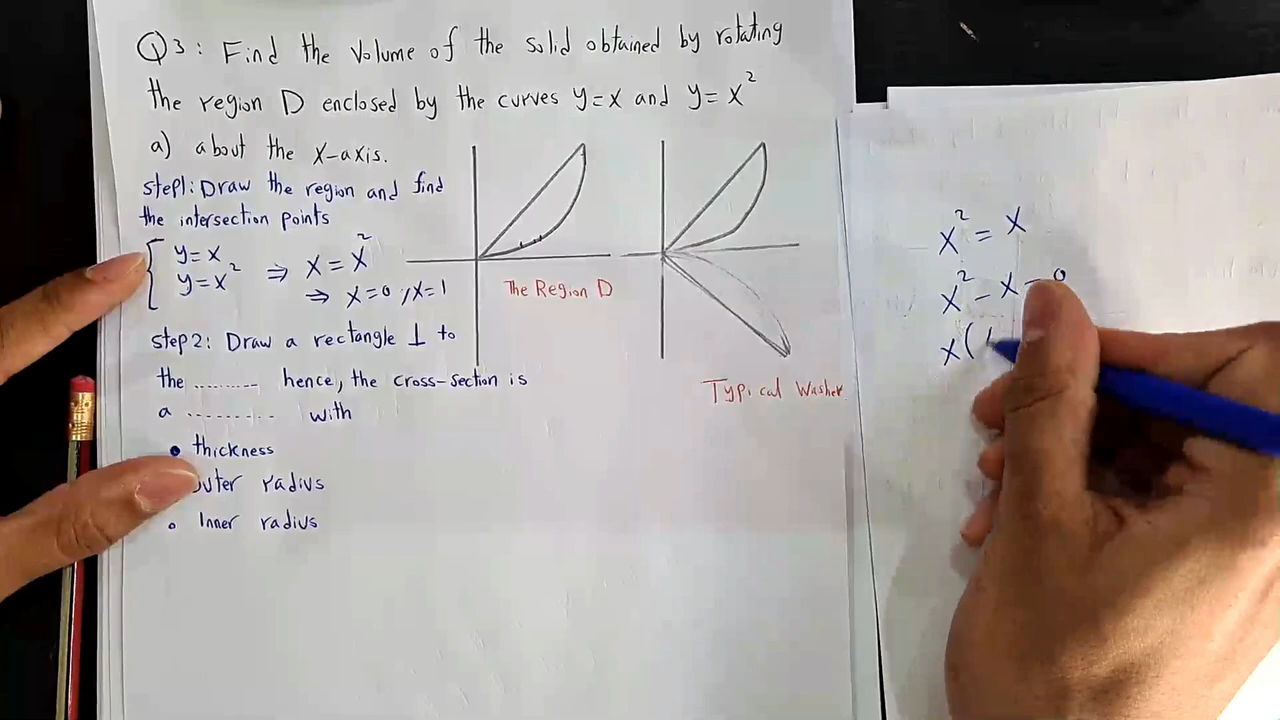 Q3: Find the volume of the solid obtained by rotating
the region D enclosed by the curves y=x and y=x²
a) about the x-axis.
step1: Draw the region and find
the intersection points
y=x
y=x² ⇒ x=x²
⇒ x=0, x=1
The Region D
step2: Draw a rectangle ⊥ to
the .......... hence, the cross-section is
a .......... with
• thickness
outer radius
• Inner radius
Typical Washer
x² = x
x² - x = 0
x(